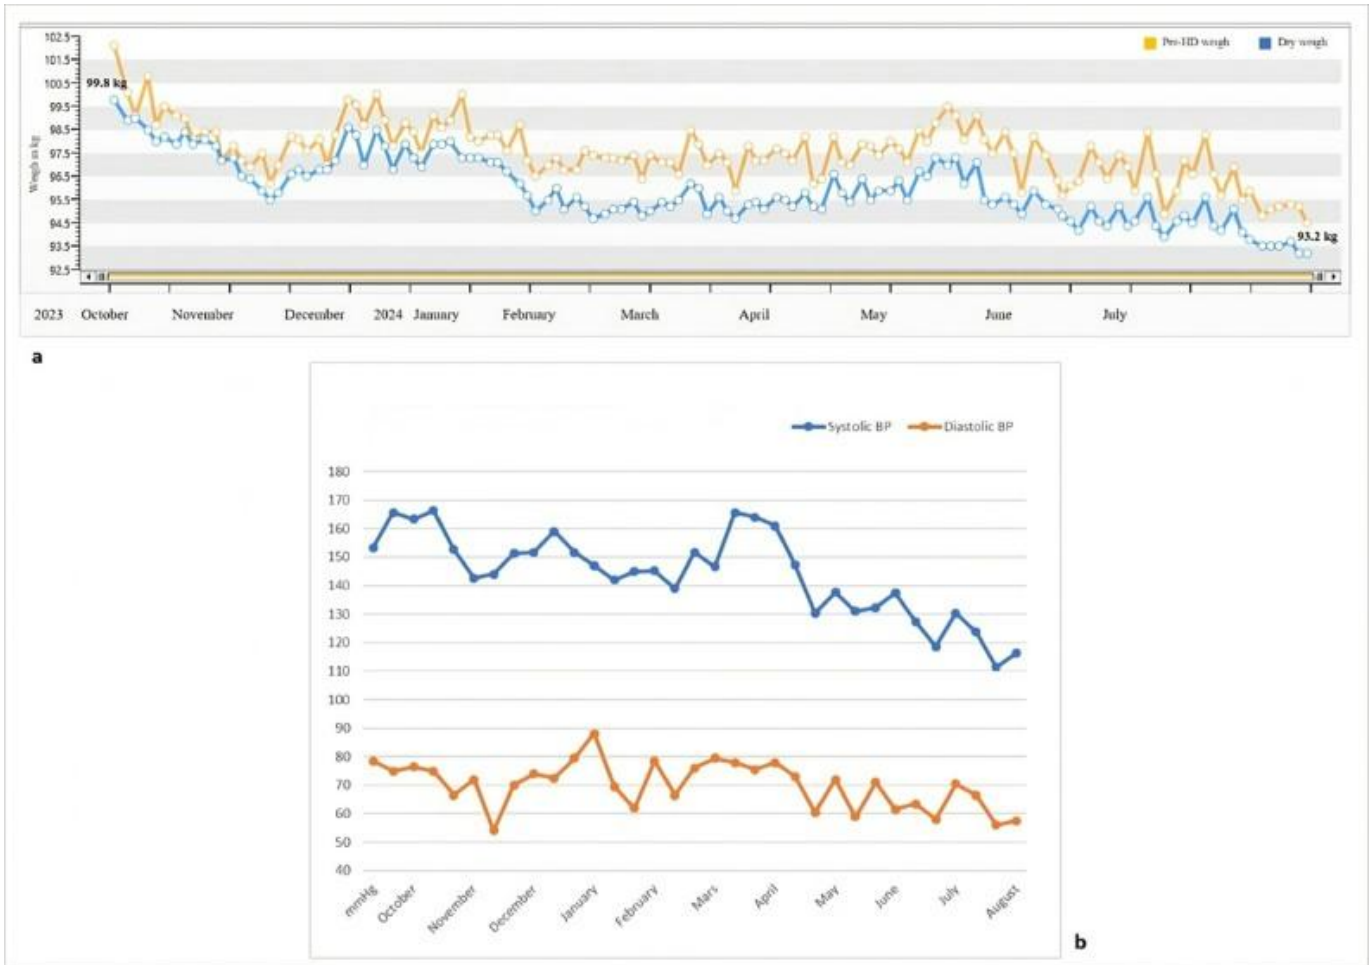 102.5
101.5
100.5
99.5
98.5
97.5
96.5
95.5
94.5
93.5
92.5
Weigh in kg
99.8 kg
93.2 kg
Pre-HD weigh Dry weigh
2023 October November December 2024 January February March April May June July
a
Systolic BP Diastolic BP
180
170
160
150
140
130
120
110
100
90
80
70
60
50
40
mmHg October November December January February Mars April May June July August
b